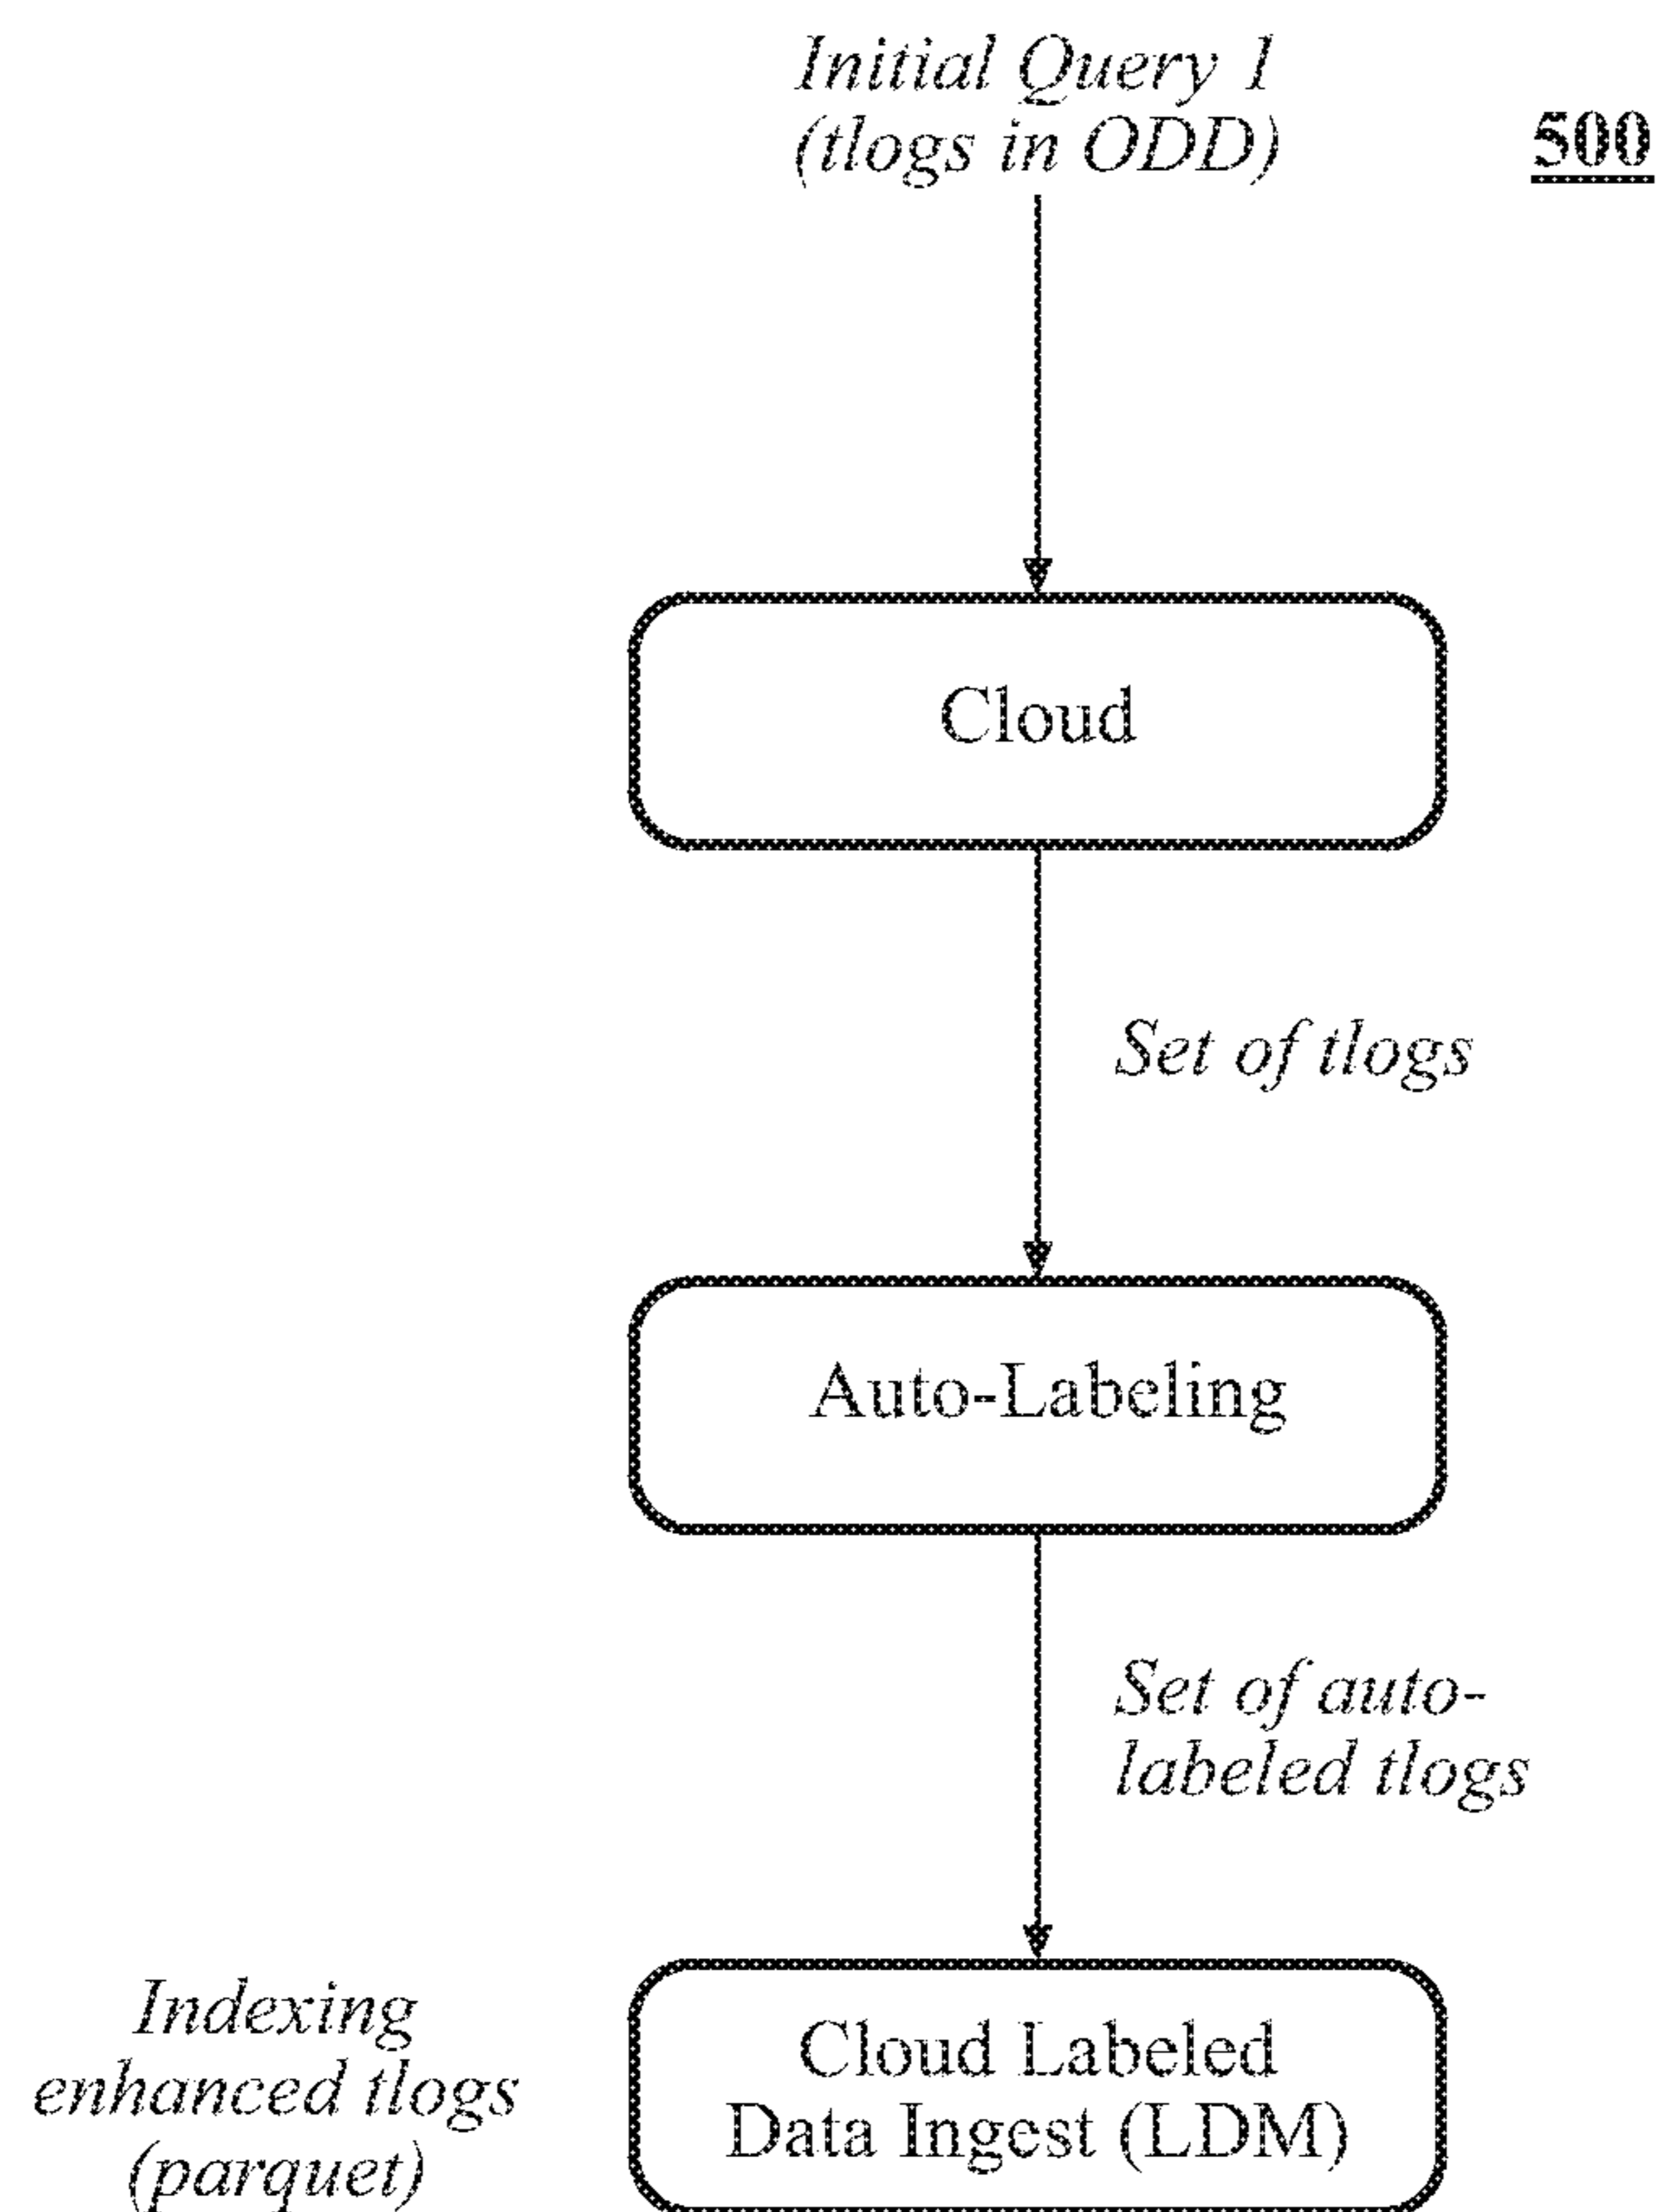 Initial Query 1
(tlogs in ODD)
500
Cloud
Set of tlogs
Auto-Labeling
Set of auto-
labeled tlogs
Indexing
enhanced tlogs
(parquet)
Cloud Labeled
Data Ingest (LDM)